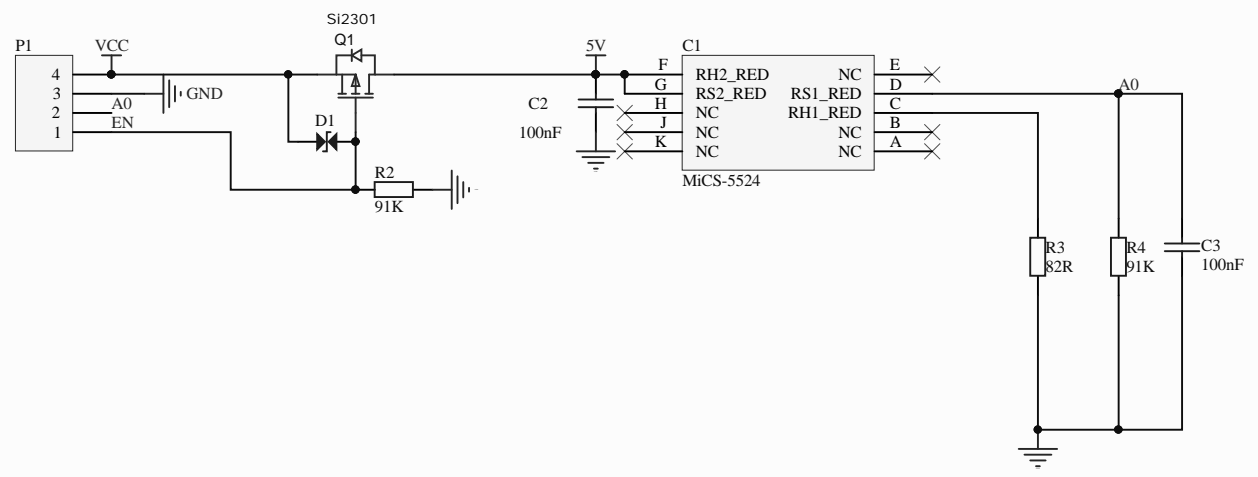 Si2301
Q1
P1
VCC
5V
C1
4
3
2
1
GND
A0
EN
D1
R2
91K
C2
100nF
F
G
H
J
K
RH2_RED
RS2_RED
NC
NC
NC
NC
RS1_RED
RH1_RED
NC
NC
E
D
C
B
A
MiCS-5524
A0
R3
82R
R4
91K
C3
100nF